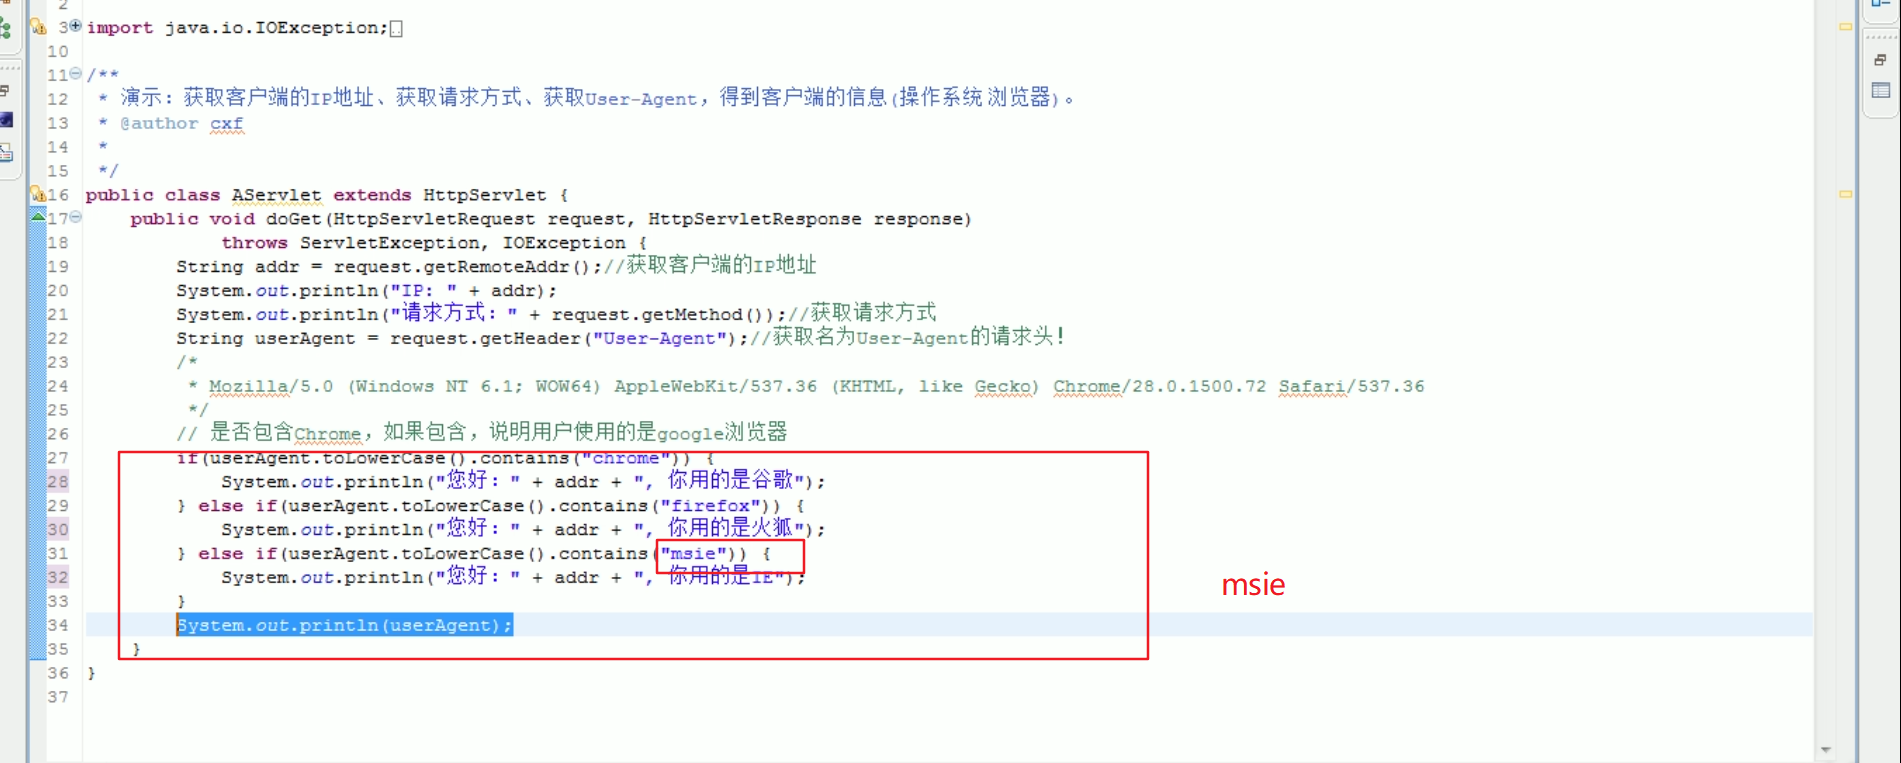 2
3 import java.io.IOException;
10
11 /**
12  * 演示：获取客户端的IP地址、获取请求方式、获取User-Agent，得到客户端的信息(操作系统 浏览器)。
13  * @author cxf
14  *
15  */
16 public class AServlet extends HttpServlet {
17     public void doGet(HttpServletRequest request, HttpServletResponse response)
18             throws ServletException, IOException {
19         String addr = request.getRemoteAddr();//获取客户端的IP地址
20         System.out.println("IP: " + addr);
21         System.out.println("请求方式：" + request.getMethod());//获取请求方式
22         String userAgent = request.getHeader("User-Agent");//获取名为User-Agent的请求头！
23         /*
24          * Mozilla/5.0 (Windows NT 6.1; WOW64) AppleWebKit/537.36 (KHTML, like Gecko) Chrome/28.0.1500.72 Safari/537.36
25          */
26         // 是否包含Chrome，如果包含，说明用户使用的是google浏览器
27         if(userAgent.toLowerCase().contains("chrome")) {
28             System.out.println("您好：" + addr + ", 你用的是谷歌");
29         } else if(userAgent.toLowerCase().contains("firefox")) {
30             System.out.println("您好：" + addr + ", 你用的是火狐");
31         } else if(userAgent.toLowerCase().contains("msie")) {
32             System.out.println("您好：" + addr + ", 你用的是IE");
msie
33         }
34         System.out.println(userAgent);
35     }
36 }
37